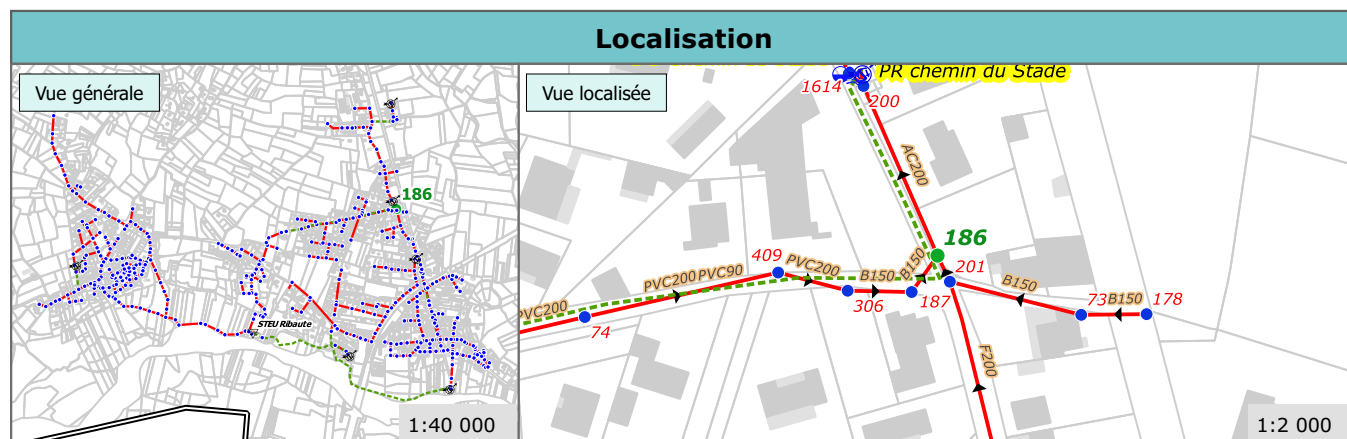 Localisation
Vue générale
186
STEU Ribaute
1:40 000
Vue localisée
PR chemin du Stade
1614
200
AC200
186
409
PVC200
B150
B150
201
B150
73
B150
178
PVC200
PVC90
306
187
PVC200
74
F200
1:2 000